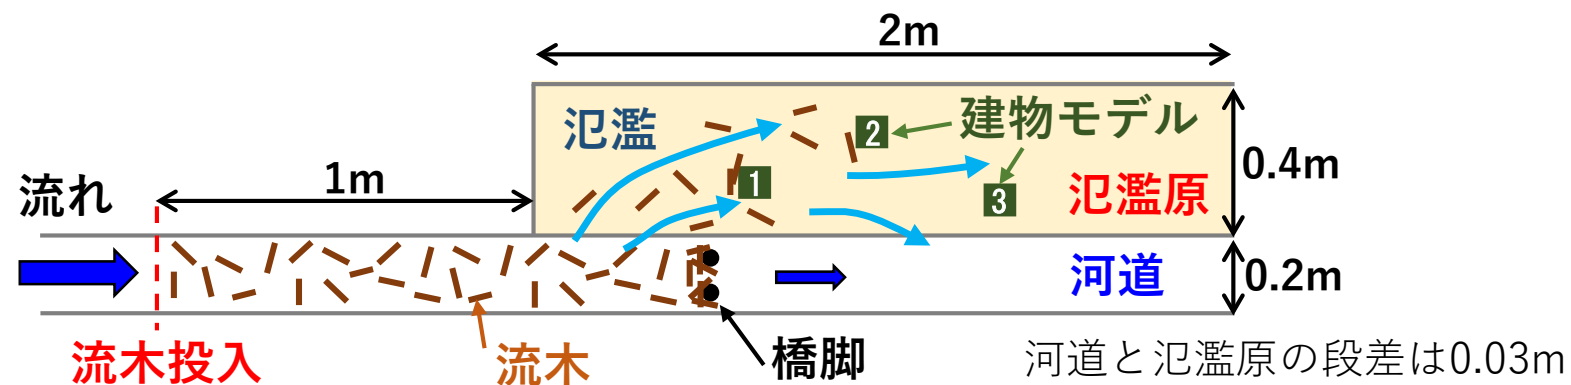 2m
氾濫
2
建物モデル
1m
1
0.4m
流れ
3
氾濫原
河道
0.2m
流木投入
流木
橋脚
河道と氾濫原の段差は0.03m